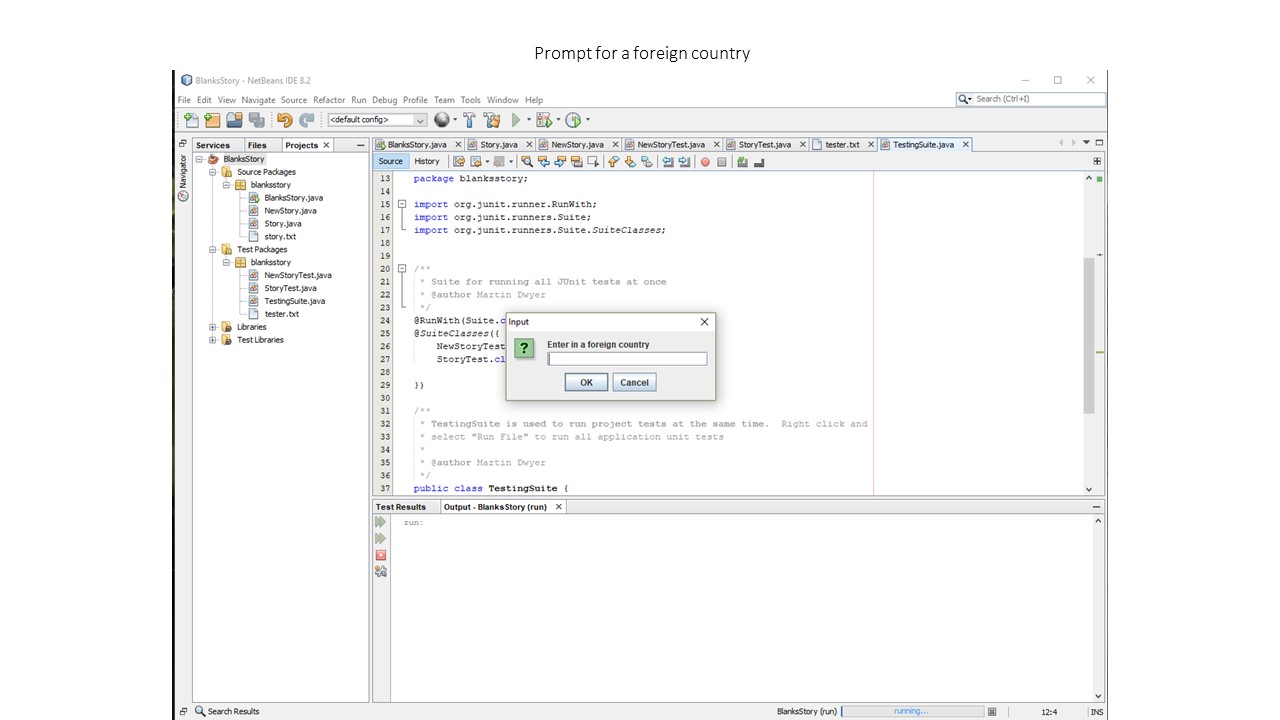 Prompt for a foreign country
BlanksStory - NetBeans IDE 8.2
File Edit View Navigate Source Refactor Run Debug Profile Team Tools Window Help
Search (Ctrl+I)
<default config>
Services Files Projects
BlanksStory.java Story.java NewStory.java NewStoryTest.java StoryTest.java tester.txt TestingSuite.java
Source History
Navigator
BlanksStory
Source Packages
blanksstory
BlanksStory.java
NewStory.java
Story.java
story.txt
Test Packages
blanksstory
NewStoryTest.java
StoryTest.java
TestingSuite.java
tester.txt
Libraries
Test Libraries
13 package blanksstory;
14
15 import org.junit.runner.RunWith;
16 import org.junit.runners.Suite;
17 import org.junit.runners.Suite.SuiteClasses;
18
19
20 /**
21 * Suite for running all JUnit tests at once
22 * @author Martin Dwyer
23 */
24 @RunWith(Suite.c
25 @SuiteClasses({
26 NewStoryTest
27 StoryTest.cl
28
29 })
30
31 /**
32 * TestingSuite is used to run project tests at the same time. Right click and
33 * select "Run File" to run all application unit tests
34 *
35 * @author Martin Dwyer
36 */
37 public class TestingSuite {
Input
?
Enter in a foreign country
OK Cancel
Test Results Output - BlanksStory (run)
run:
Search Results
BlanksStory (run) running... 12:4 INS